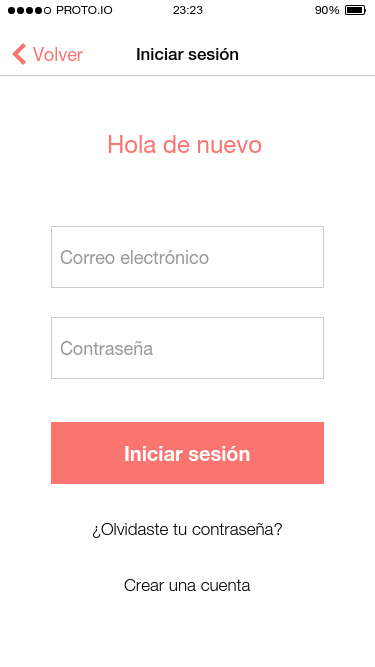 PROTO.IO 23:23 90%
Volver Iniciar sesión
Hola de nuevo
Correo electrónico
Contraseña
Iniciar sesión
¿Olvidaste tu contraseña?
Crear una cuenta